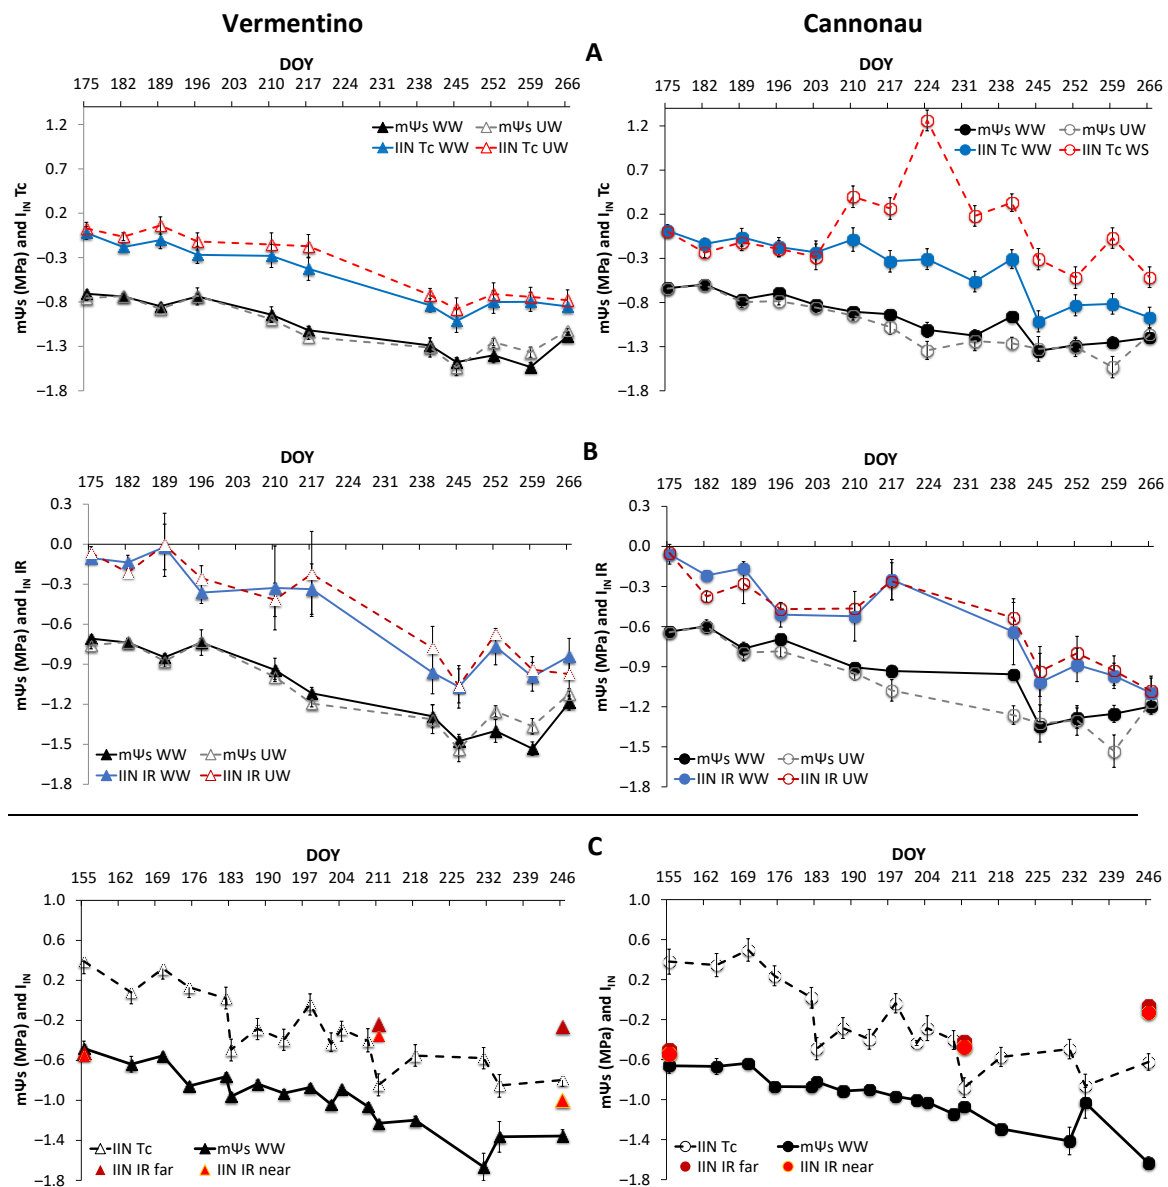 Vermentino
Cannonau
A
DOY
175 182 189 196 203 210 217 224 231 238 245 252 259 266
mΨs (MPa) and I_IN Tc
1.2
0.7
0.2
−0.3
−0.8
−1.3
−1.8
mΨs WW
mΨs UW
IIN Tc WW
IIN Tc UW
DOY
175 182 189 196 203 210 217 224 231 238 245 252 259 266
mΨs (MPa) and I_IN Tc
1.2
0.7
0.2
−0.3
−0.8
−1.3
−1.8
mΨs WW
mΨs UW
IIN Tc WW
IIN Tc WS
B
DOY
175 182 189 196 203 210 217 224 231 238 245 252 259 266
mΨs (MPa) and I_IN IR
0.3
0.0
−0.3
−0.6
−0.9
−1.2
−1.5
−1.8
mΨs WW
mΨs UW
IIN IR WW
IIN IR UW
DOY
175 182 189 196 203 210 217 224 231 238 245 252 259 266
mΨs (MPa) and I_IN IR
0.3
0.0
−0.3
−0.6
−0.9
−1.2
−1.5
−1.8
mΨs WW
mΨs UW
IIN IR WW
IIN IR UW
C
DOY
155 162 169 176 183 190 197 204 211 218 225 232 239 246
mΨs (MPa) and I_IN
1.0
0.6
0.2
−0.2
−0.6
−1.0
−1.4
−1.8
IIN Tc
mΨs WW
IIN IR far
IIN IR near
DOY
155 162 169 176 183 190 197 204 211 218 225 232 239 246
mΨs (MPa) and I_IN
1.0
0.6
0.2
−0.2
−0.6
−1.0
−1.4
−1.8
IIN Tc
mΨs WW
IIN IR far
IIN IR near